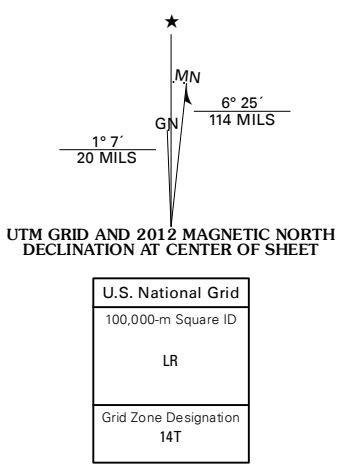 ★
MN
6° 25´
114 MILS
GN
1° 7´
20 MILS
UTM GRID AND 2012 MAGNETIC NORTH
DECLINATION AT CENTER OF SHEET
U.S. National Grid
100,000-m Square ID
LR
Grid Zone Designation
14T